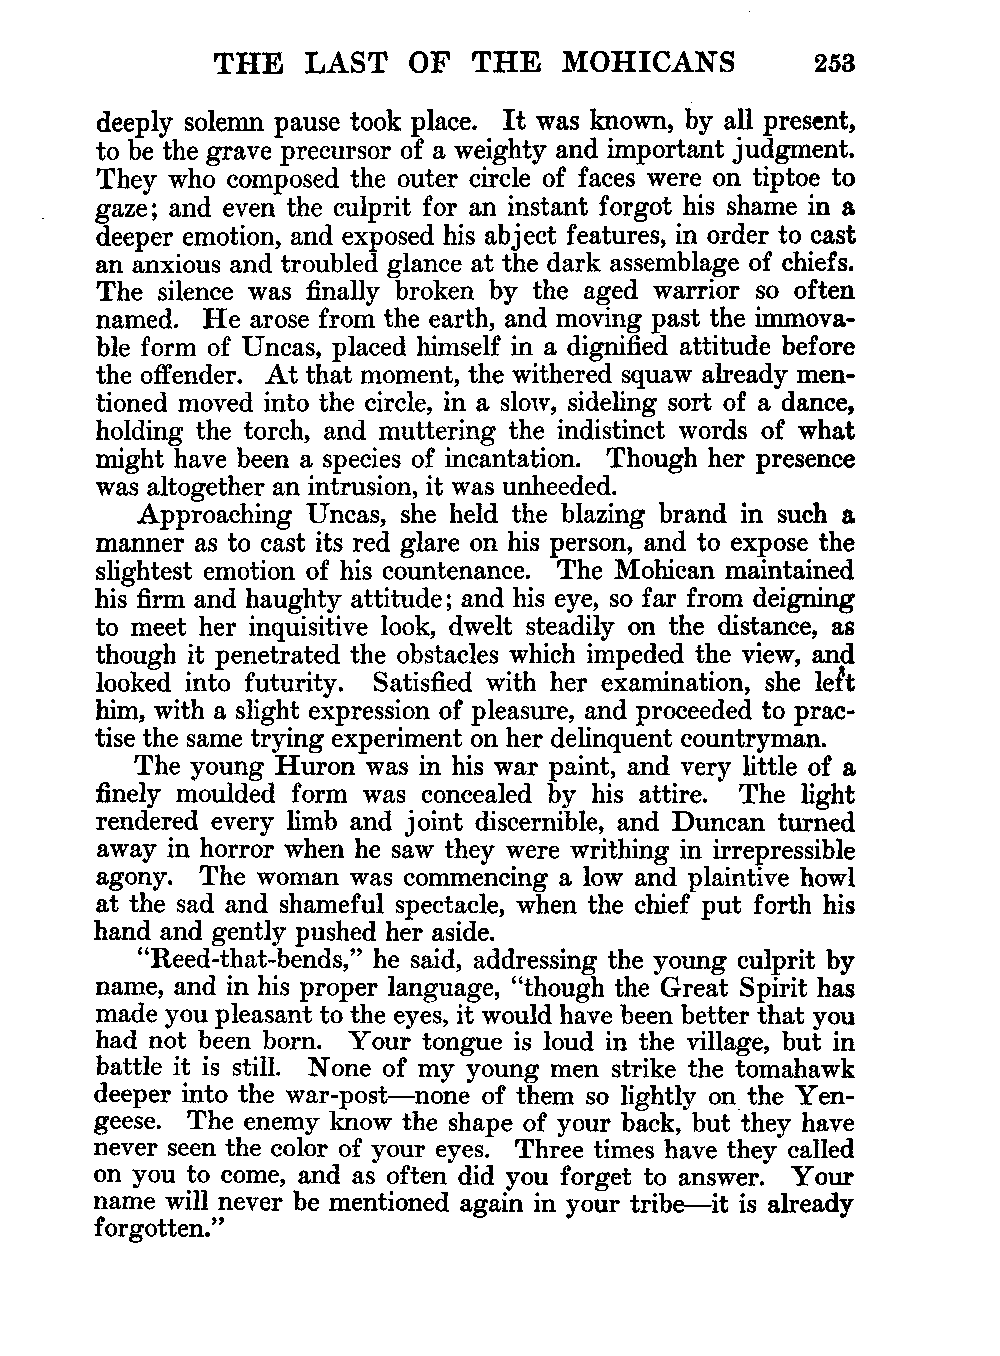 THE LAST OF THE MOHICANS 253
deeply solemn pause took place. It was known, by all present,
to be the grave precursor of a weighty and important judgment.
They who composed the outer circle of faces were on tiptoe to
gaze; and even the culprit for an instant forgot his shame in a
deeper emotion, and exposed his abject features, in order to cast
an anxious and troubled glance at the dark assemblage of chiefs.
The silence was finally broken by the aged warrior so often
named. He arose from the earth, and moving past the immova-
ble form of Uncas, placed himself in a dignified attitude before
the offender. At that moment, the withered squaw already men-
tioned moved into the circle, in a slow, sideling sort of a dance,
holding the torch, and muttering the indistinct words of what
might have been a species of incantation. Though her presence
was altogether an intrusion, it was unheeded.
Approaching Uncas, she held the blazing brand in such a
manner as to cast its red glare on his person, and to expose the
slightest emotion of his countenance. The Mohican maintained
his firm and haughty attitude; and his eye, so far from deigning
to meet her inquisitive look, dwelt steadily on the distance, as
though it penetrated the obstacles which impeded the view, and
looked into futurity. Satisfied with her examination, she left
him, with a slight expression of pleasure, and proceeded to prac-
tise the same trying experiment on her delinquent countryman.
The young Huron was in his war paint, and very little of a
finely moulded form was concealed by his attire. The light
rendered every limb and joint discernible, and Duncan turned
away in horror when he saw they were writhing in irrepressible
agony. The woman was commencing a low and plaintive howl
at the sad and shameful spectacle, when the chief put forth his
hand and gently pushed her aside.
"Reed-that-bends," he said, addressing the young culprit by
name, and in his proper language, "though the Great Spirit has
made you pleasant to the eyes, it would have been better that you
had not been born. Your tongue is loud in the village, but in
battle it is still. None of my young men strike the tomahawk
deeper into the war-post—none of them so lightly on the Yen-
geese. The enemy know the shape of your back, but they have
never seen the color of your eyes. Three times have they called
on you to come, and as often did you forget to answer. Your
name will never be mentioned again in your tribe—it is already
forgotten."